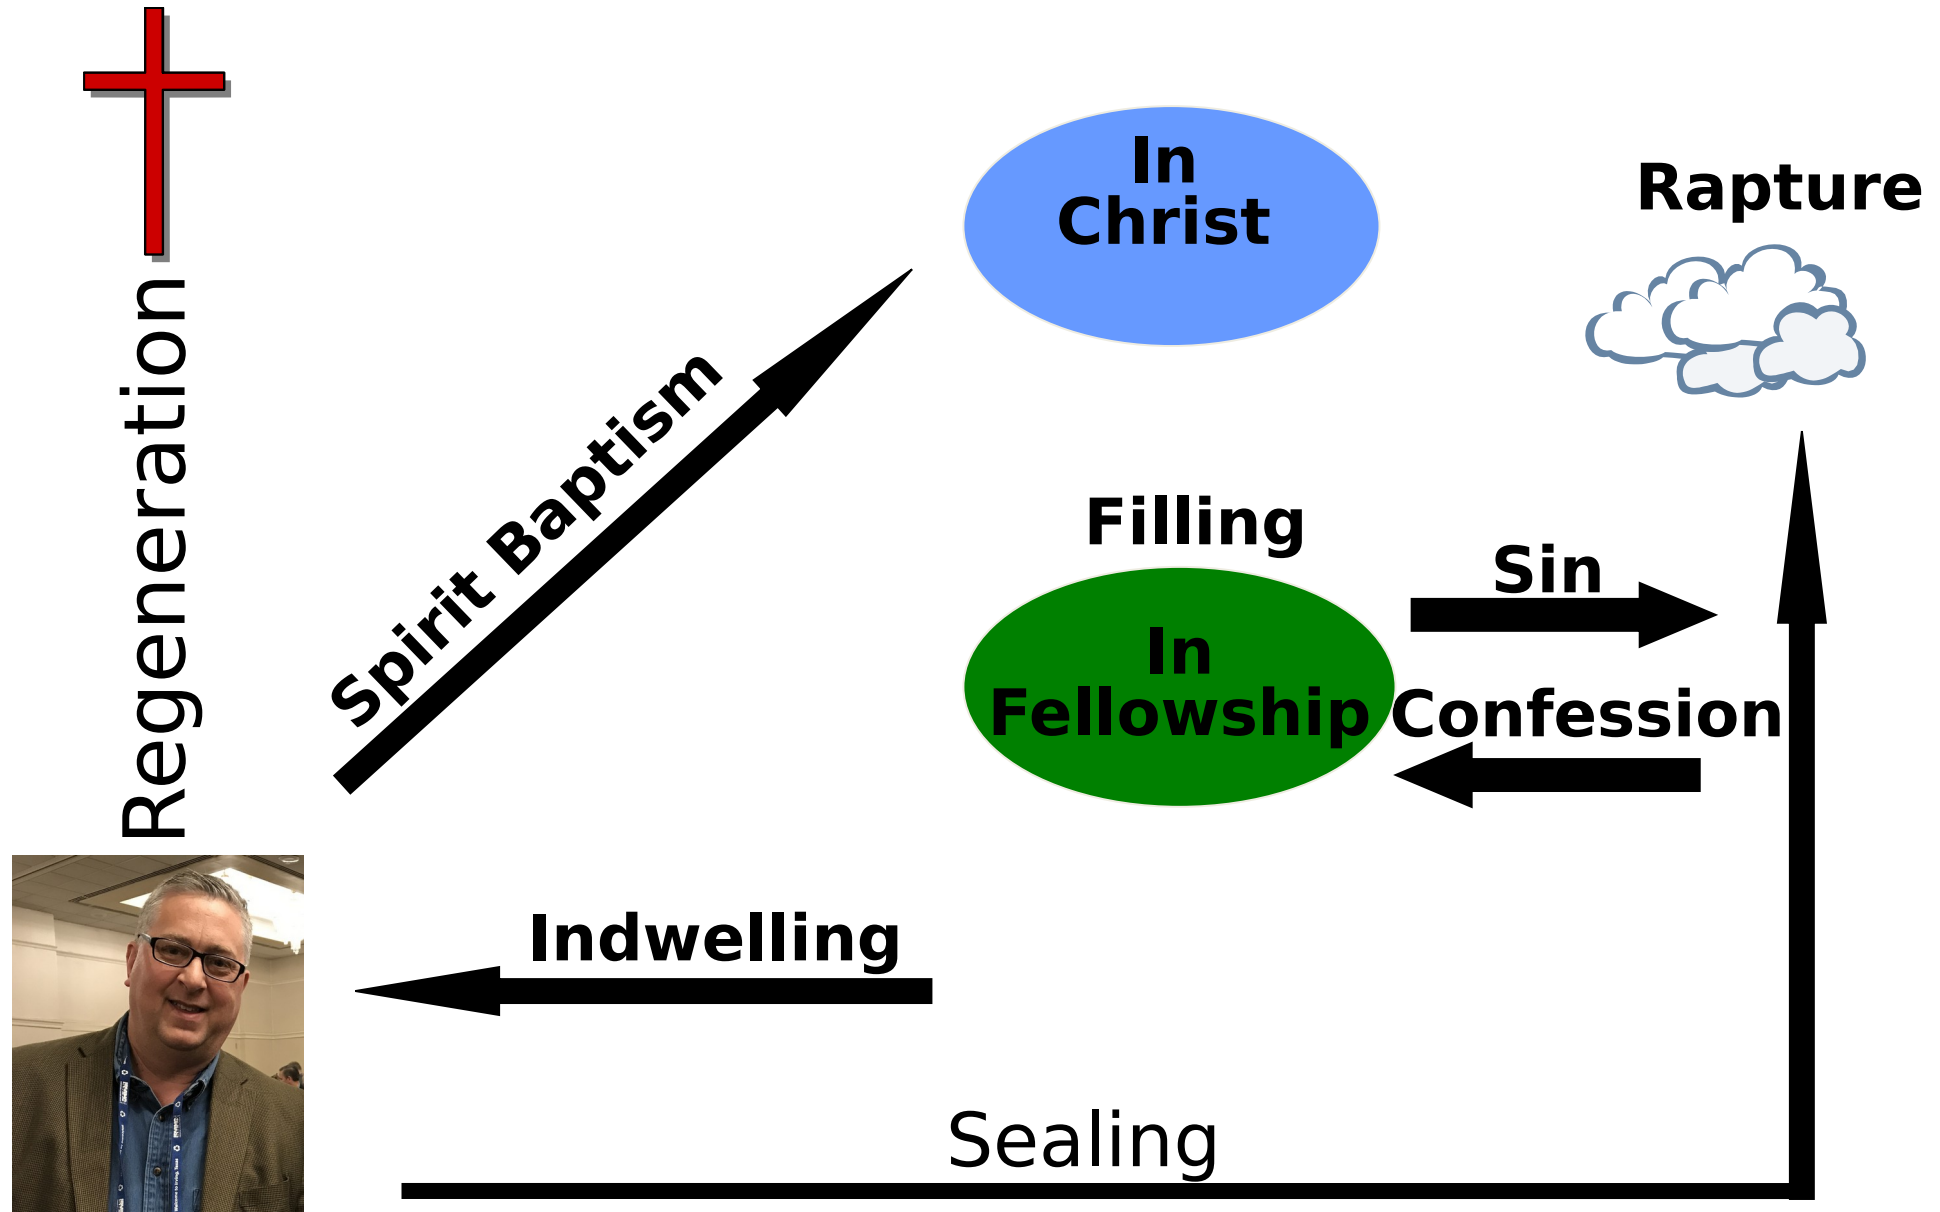 In
Christ
Rapture
Regeneration
Spirit Baptism
Filling
Sin
In
Fellowship
Confession
Indwelling
Sealing